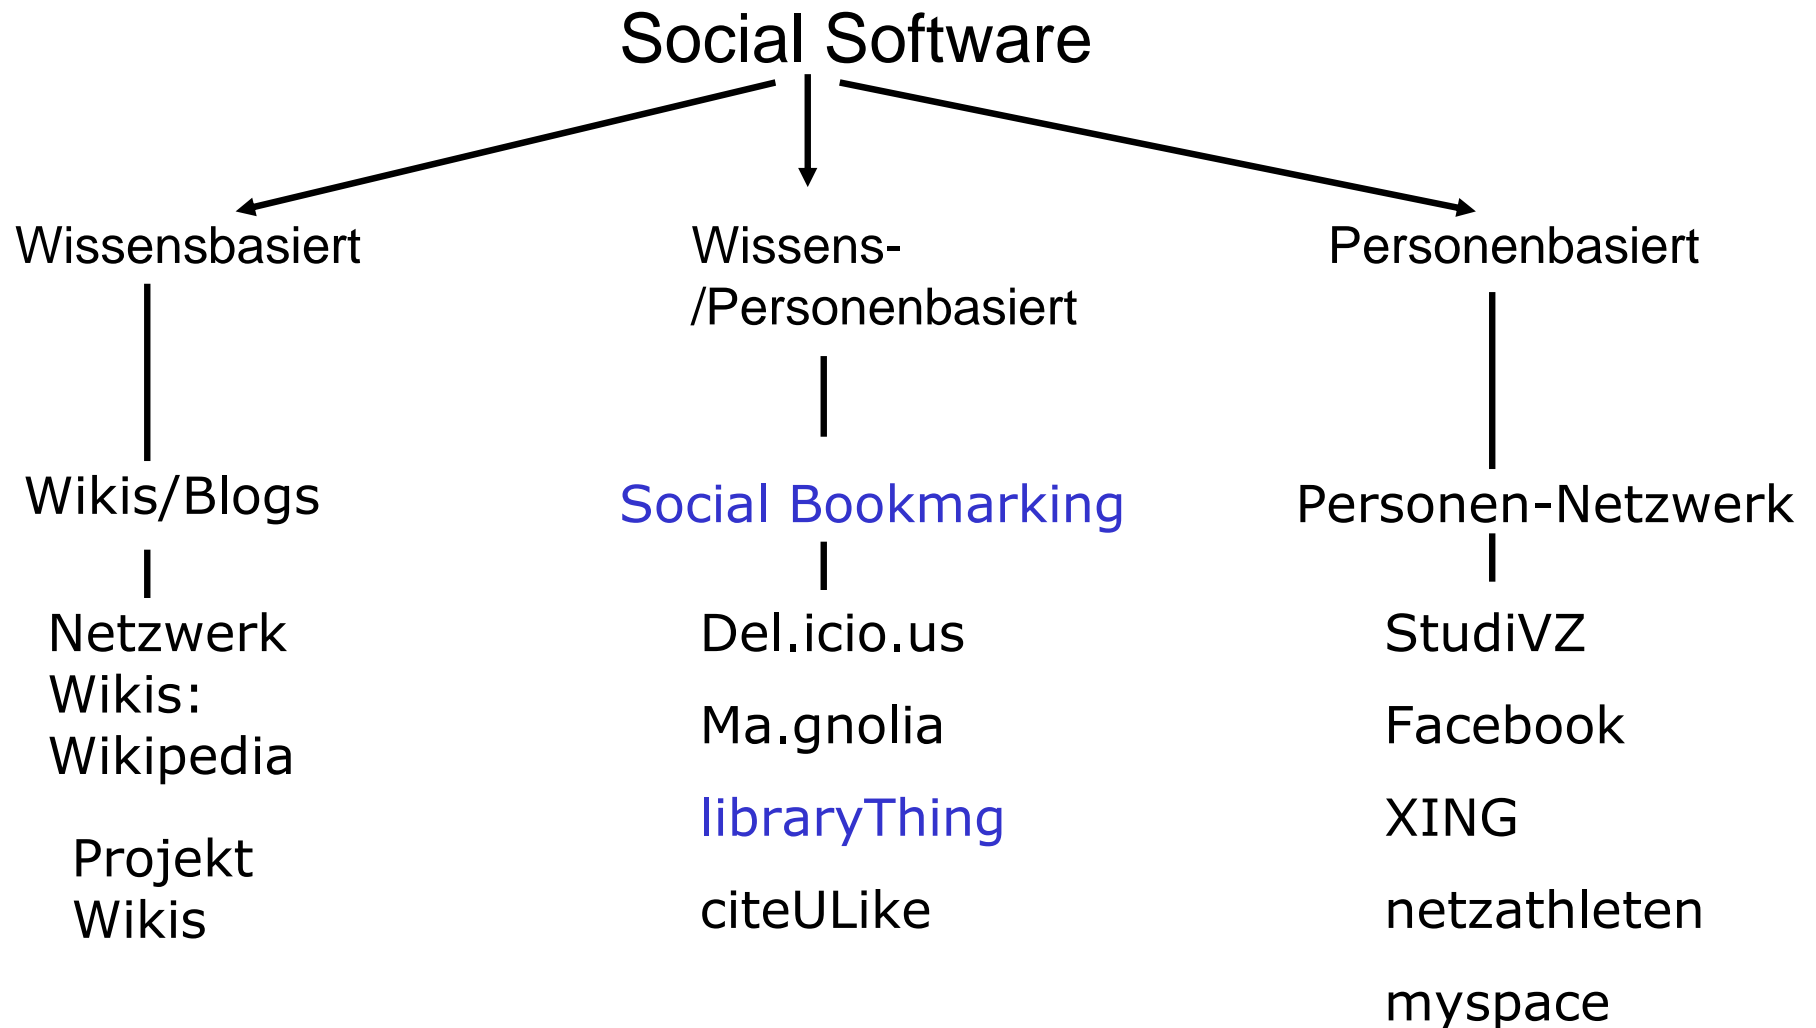 Social Software
Wissensbasiert
Wissens-
/Personenbasiert
Personenbasiert
Wikis/Blogs
Social Bookmarking
Personen-Netzwerk
Netzwerk
Wikis:
Wikipedia
Projekt
Wikis
Del.icio.us
Ma.gnolia
libraryThing
citeULike
StudiVZ
Facebook
XING
netzathleten
myspace